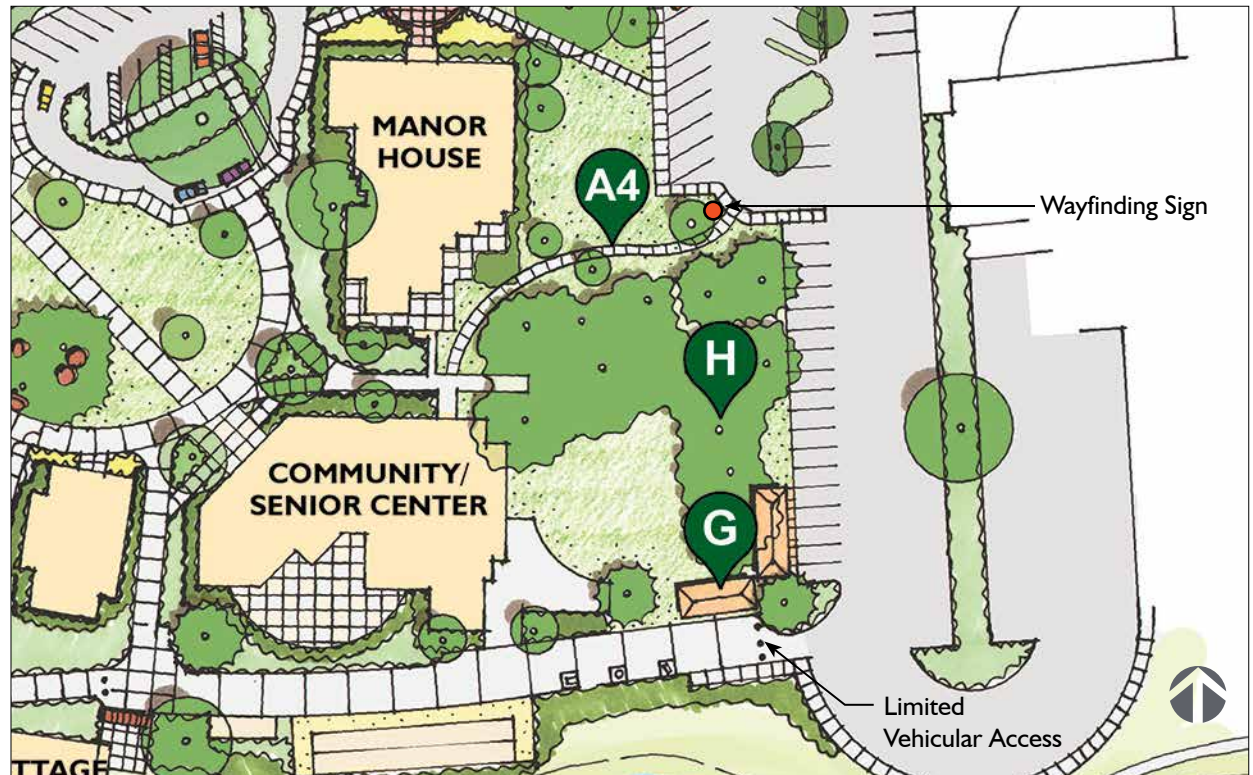 MANOR
HOUSE
A4
Wayfinding Sign
H
COMMUNITY/
SENIOR CENTER
G
Limited
Vehicular Access
TTAGE